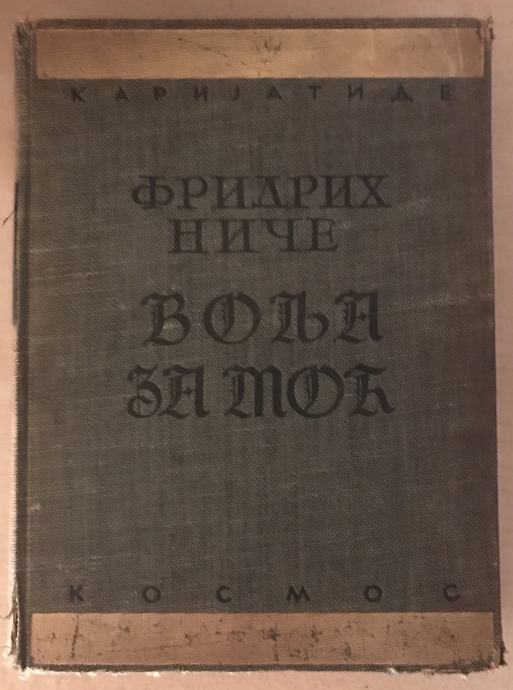 КАРИЈАТИДЕ
ФРИДРИХ
НИЧЕ
ВОЉА
ЗА МОЋ
КОСМОС